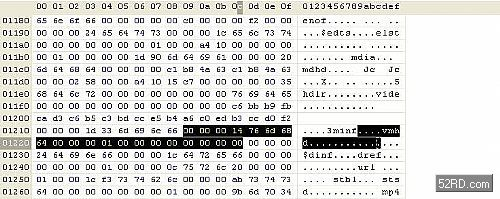 00 01 02 03 04 05 06 07 08 09 0a 0b 0c 0d 0e 0f 0123456789abcdef
01180 65 6e 6f 66 00 00 00 00 00 00 00 00 f2 00 00 enof............
01190 00 00 00 24 65 64 74 73 00 00 00 1c 65 6c 73 74 ...$edts....elst
011a0 00 00 00 00 00 00 00 01 00 00 a4 10 00 00 00 00 ................
011b0 00 01 00 00 00 00 1d 90 6d 64 69 61 00 00 00 20 ........mdia...
011c0 6d 64 68 64 00 00 00 00 c1 b8 4a 63 c1 b8 4a 63 mdhd......Jc..Jc
011d0 00 00 02 58 00 00 a4 10 15 c7 00 00 00 00 00 ...X............
011e0 68 64 6c 72 00 00 00 00 00 00 00 00 76 69 64 65 hdlr........vide
011f0 00 00 00 00 00 00 00 00 00 00 00 00 c6 bb b9 fb ................
ca d3 c6 b5 c3 bd cc e5 b4 a6 c0 ed b3 cc d0 f2 ................
01210 00 00 00 1d 33 6d 69 6e 66 00 00 00 14 76 6d 68 ....3minf....vmh
01220 64 00 00 00 01 00 00 00 00 00 00 00 00 00 00 00 d...............
01230 24 64 69 6e 66 00 00 00 1c 64 72 65 66 00 00 00 $dinf....dref...
01240 00 00 00 00 01 00 00 00 0c 75 72 6c 20 00 00 00 .........url ...
01250 01 00 00 1c f3 73 74 62 6c 00 00 00 ab 73 74 73 .....stbl....sts
01260 64 00 00 00 00 00 00 00 01 00 00 00 9b 6d 70 34 d............mp4
52RD.com